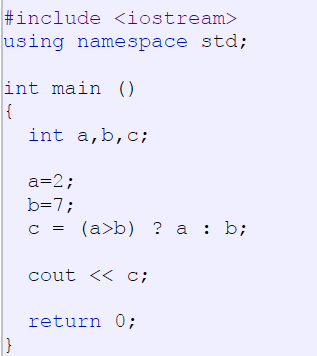 #include <iostream>
using namespace std;
int main ()
{
int a,b,c;
a=2;
b=7;
c = (a>b) ? a : b;
cout << c;
return 0;
}